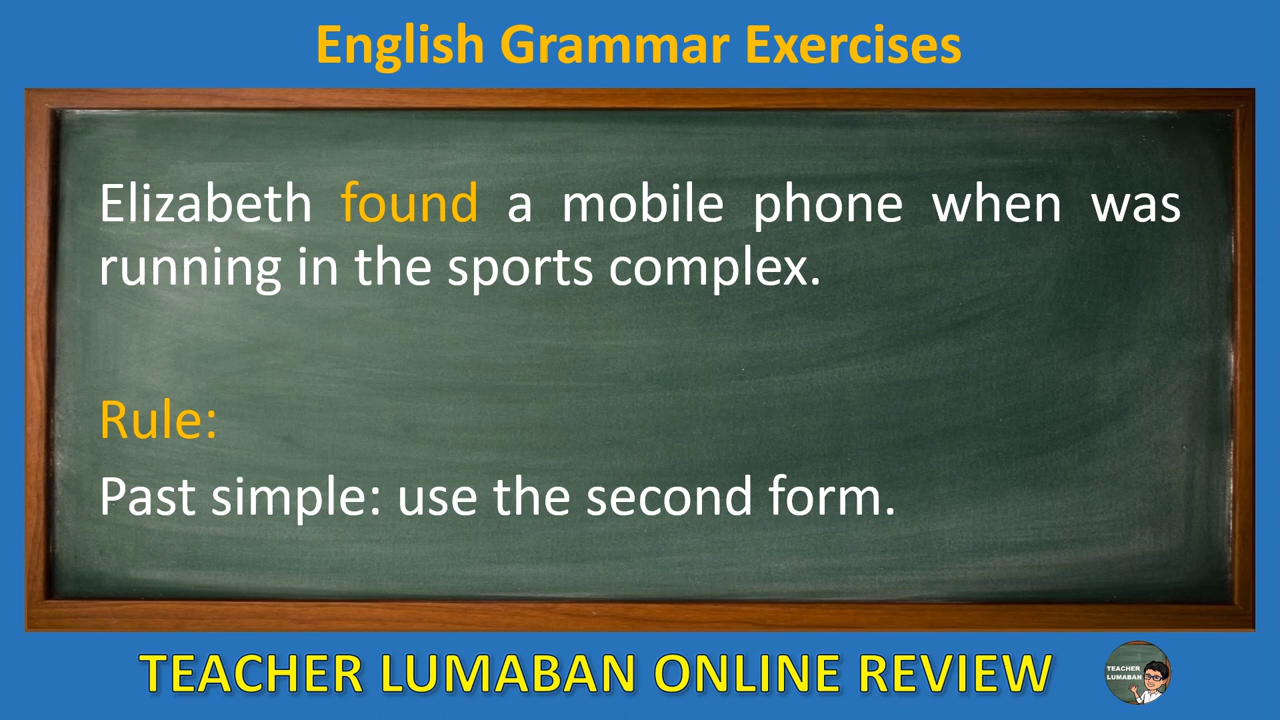 English Grammar Exercises
Elizabeth found a mobile phone when was
running in the sports complex.
Rule:
Past simple: use the second form.
TEACHER LUMABAN ONLINE REVIEW
TEACHER
LUMABAN